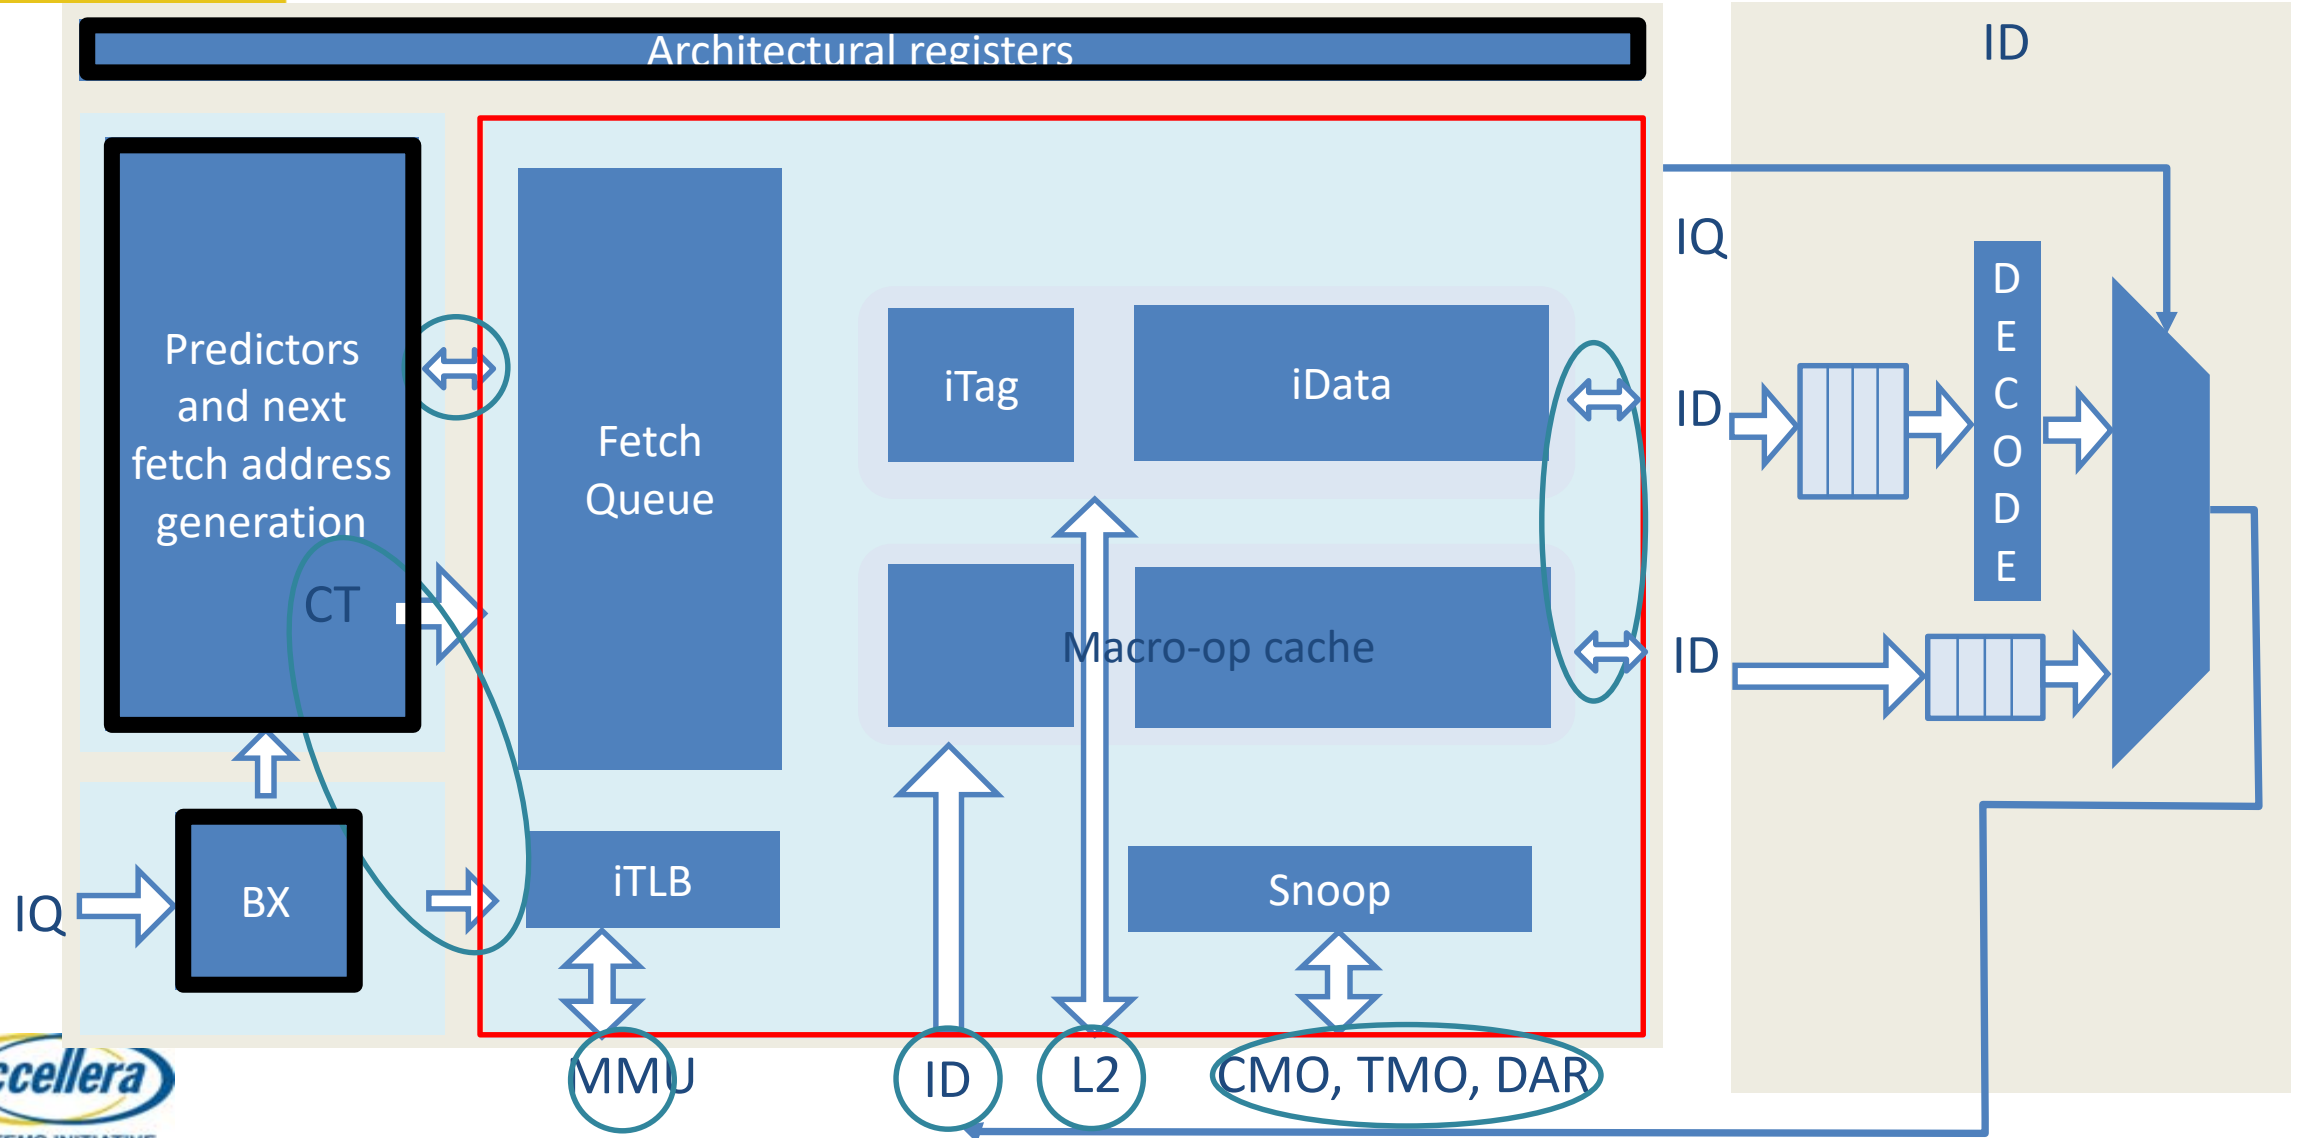 Architectural registers
ID
IQ
Predictors
and next
fetch address
generation
CT
Fetch
Queue
iTag
iData
ID
D
E
C
O
D
E
Macro-op cache
ID
IQ
BX
iTLB
Snoop
MMU
ID
L2
CMO, TMO, DAR
ccellera